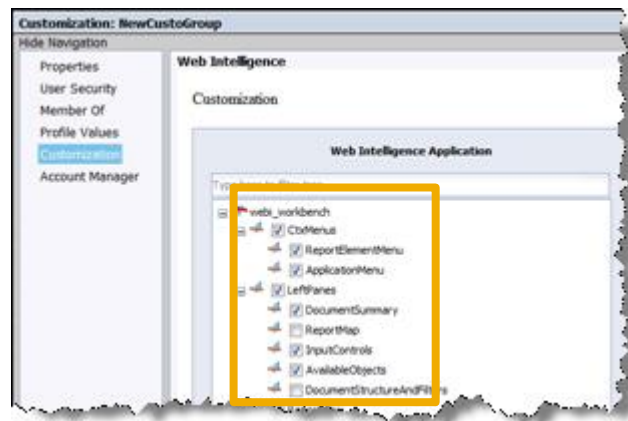 Customization: NewCustoGroup
Hide Navigation
Properties
User Security
Member Of
Profile Values
Customization
Account Manager
Web Intelligence
Customization
Web Intelligence Application
webi_workbench
CtxMenus
ReportElementMenu
ApplicationMenu
LeftPanes
DocumentSummary
ReportMap
InputControls
AvailableObjects
DocumentStructureAndFilters